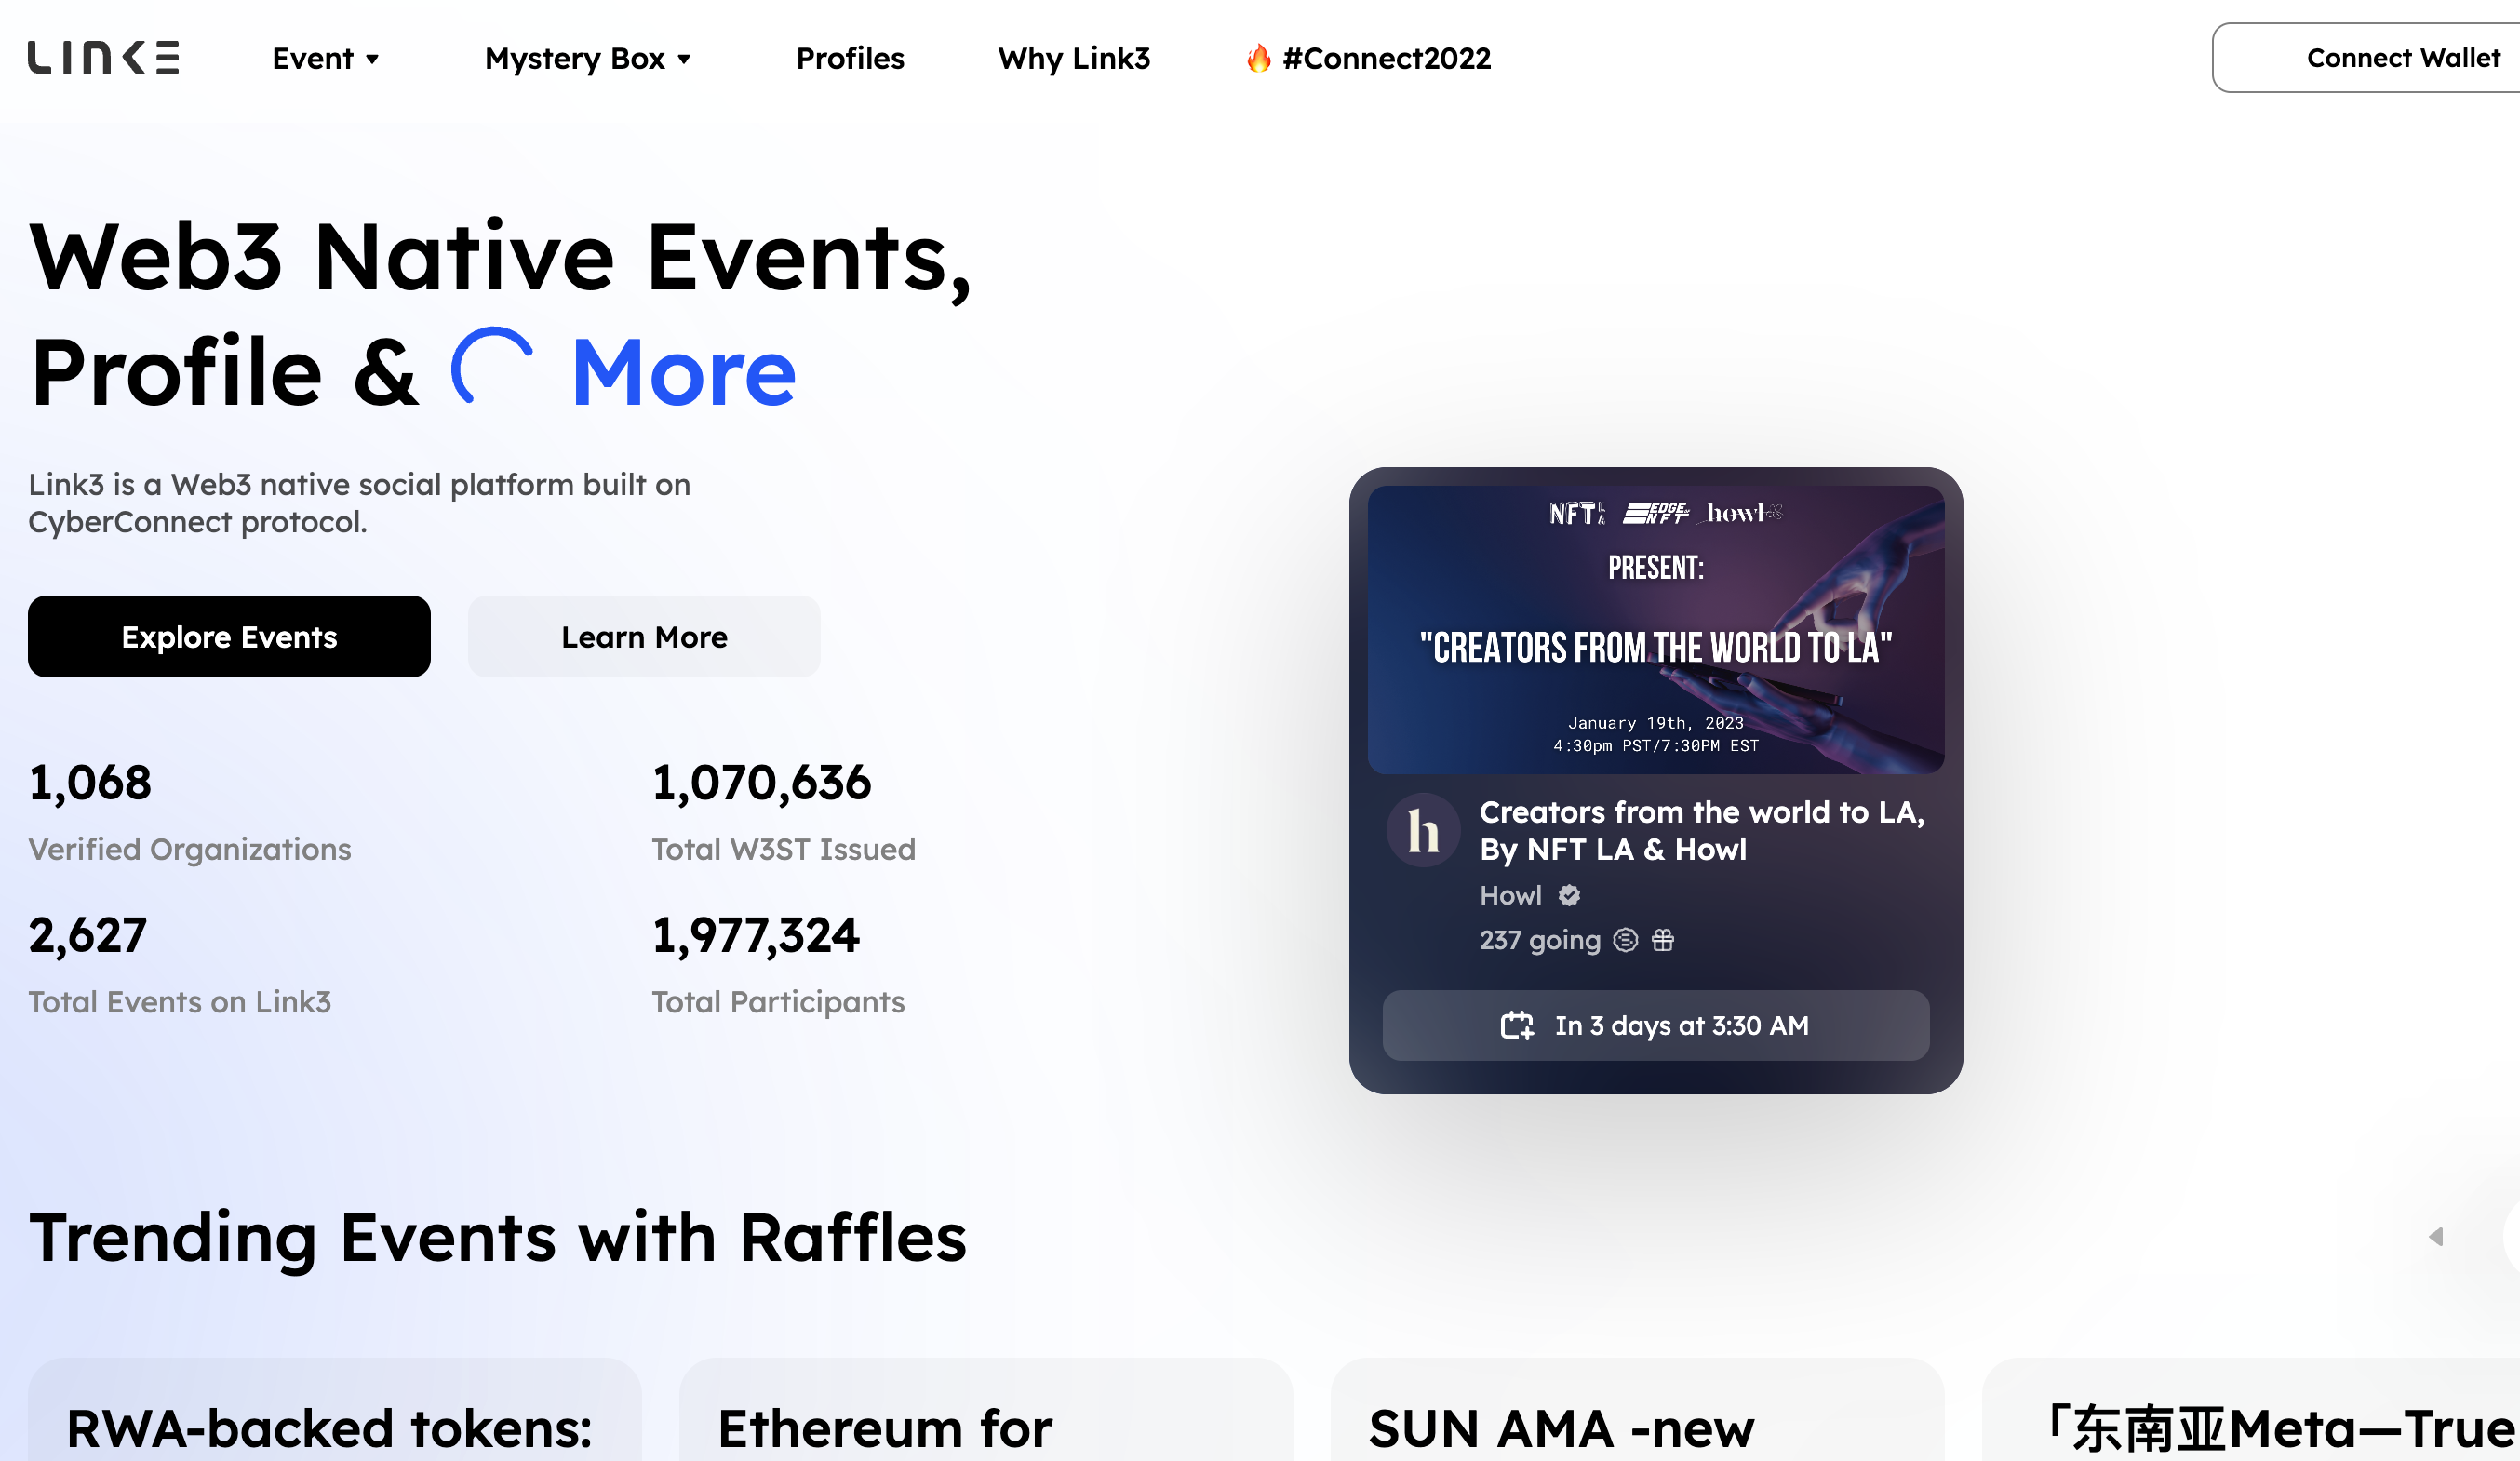 LINK3
Event
Mystery Box
Profiles
Why Link3
🔥 #Connect2022
Connect Wallet
Web3 Native Events,
Profile & More
Link3 is a Web3 native social platform built on
CyberConnect protocol.
Explore Events
Learn More
1,068
Verified Organizations
1,070,636
Total W3ST Issued
2,627
Total Events on Link3
1,977,324
Total Participants
NFT LA EDGE of NFT howl
PRESENT:
"CREATORS FROM THE WORLD TO LA"
January 19th, 2023
4:30pm PST/7:30PM EST
h
Creators from the world to LA,
By NFT LA & Howl
Howl
237 going
In 3 days at 3:30 AM
Trending Events with Raffles
RWA-backed tokens:
Ethereum for
SUN AMA -new
「东南亚Meta—True